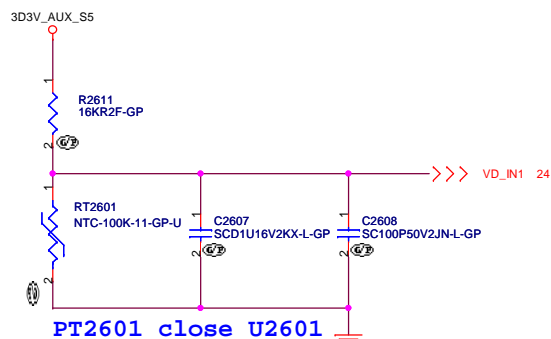 3D3V_AUX_S5
1
R2611
16KR2F-GP
2
G/P
VD_IN1 24
1
RT2601
NTC-100K-11-GP-U
2
1
C2607
SCD1U16V2KX-L-GP
2
G/P
1
C2608
SC100P50V2JN-L-GP
2
G/P
PT2601 close U2601